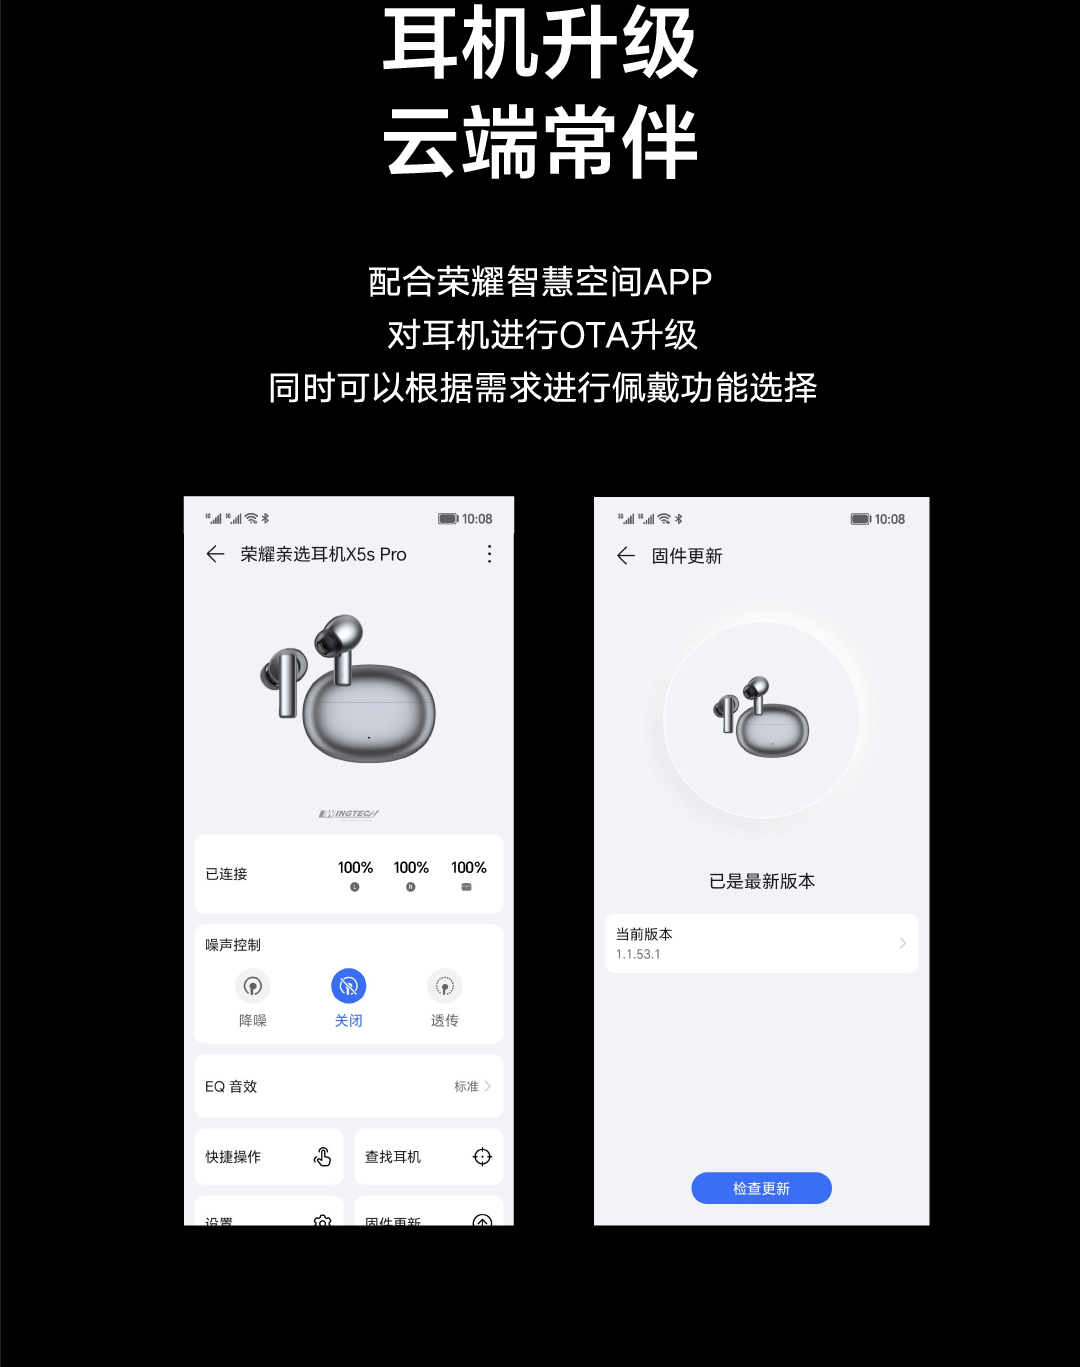 耳机升级
云端常伴
配合荣耀智慧空间APP
对耳机进行OTA升级
同时可以根据需求进行佩戴功能选择
10:08
荣耀亲选耳机X5s Pro
WINGTECH
已连接
100% 100% 100%
L R
噪声控制
降噪 关闭 透传
EQ 音效 标准
快捷操作 查找耳机
设置 固件更新
10:08
固件更新
已是最新版本
当前版本
1.1.53.1
检查更新